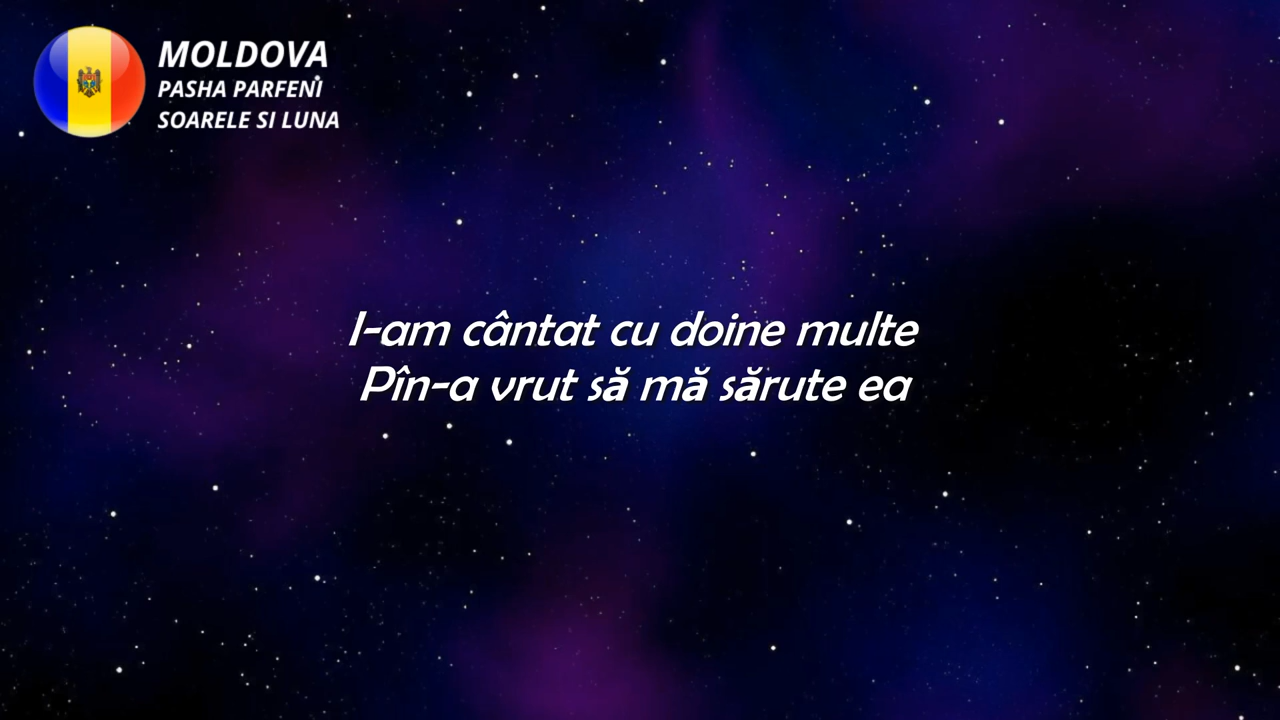 MOLDOVA
PASHA PARFENI
SOARELE SI LUNA
I-am cântat cu doine multe
Pîn-a vrut să mă sărute ea